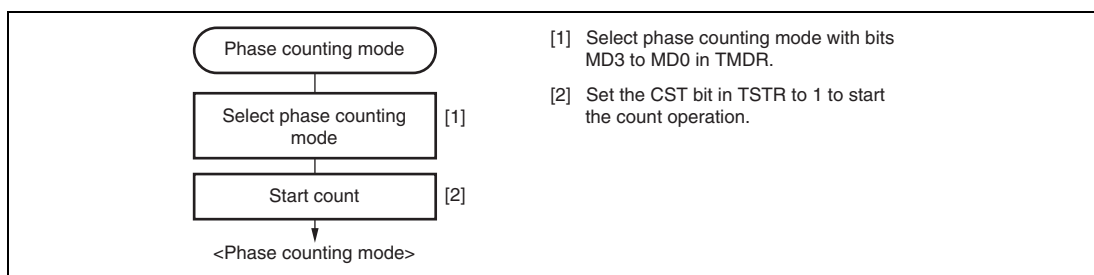 Phase counting mode
Select phase counting
mode
[1]
Start count
[2]
<Phase counting mode>
[1] Select phase counting mode with bits
MD3 to MD0 in TMDR.
[2] Set the CST bit in TSTR to 1 to start
the count operation.